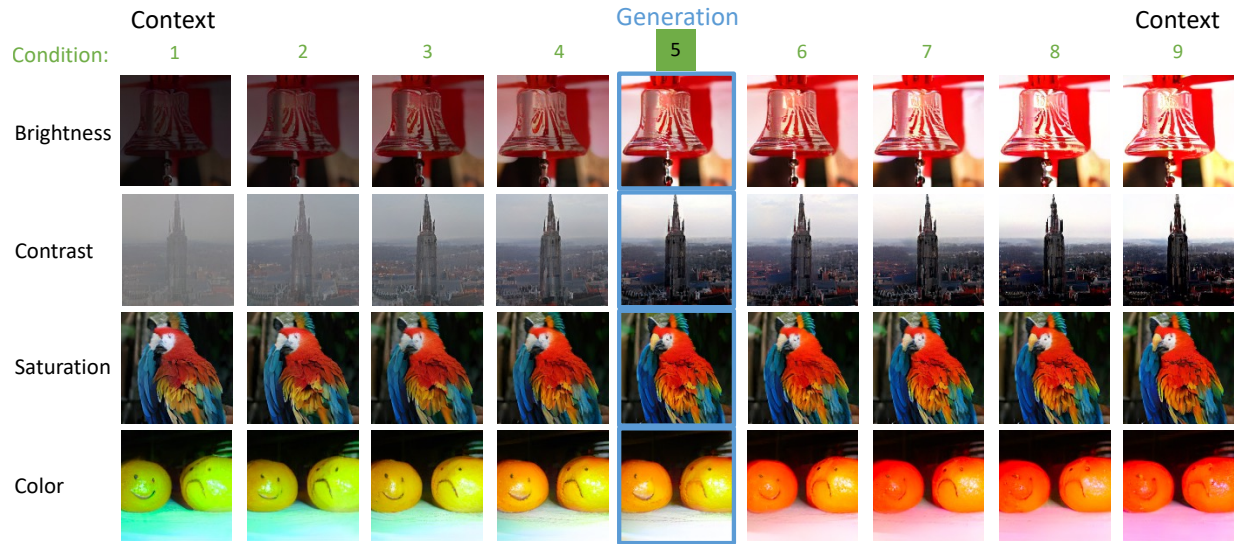 Context Generation Context
Condition: 1 2 3 4 5 6 7 8 9
Brightness
Contrast
Saturation
Color